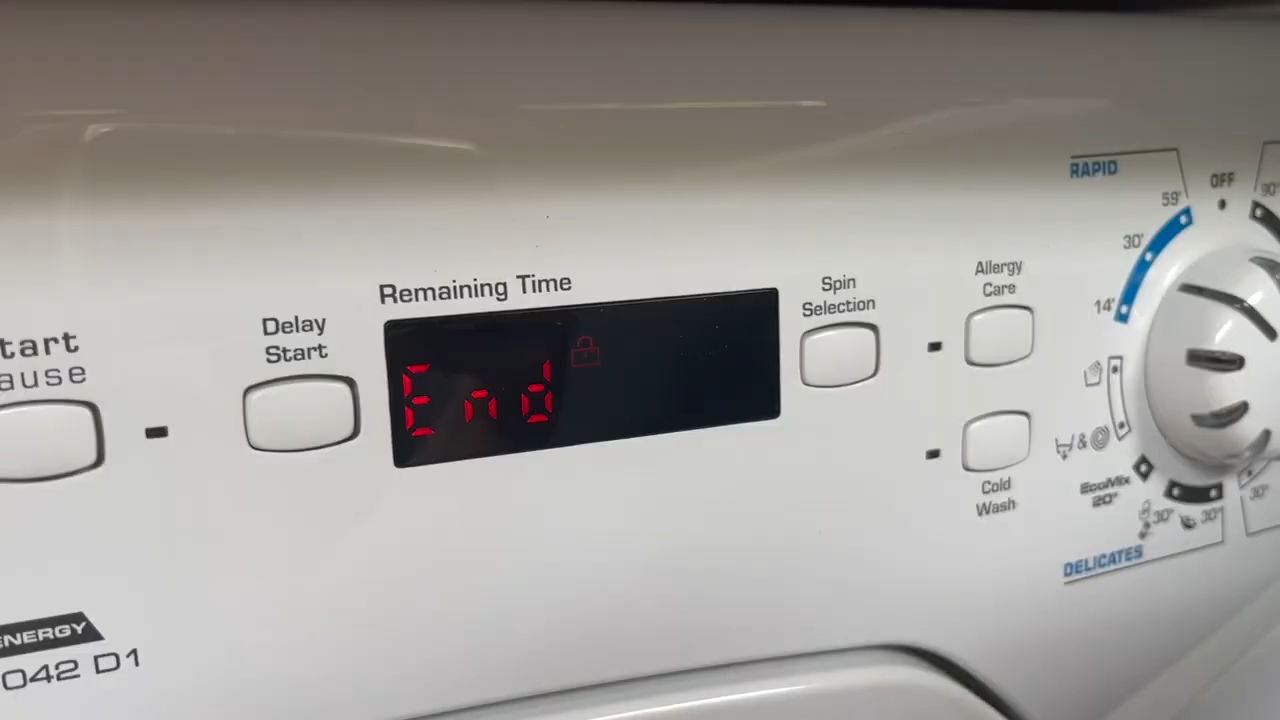 Remaining Time
End
tart
ause
Delay
Start
Spin
Selection
Allergy
Care
Cold
Wash
RAPID
59'
30'
14'
OFF
90°
&
EcoMix
20°
30°
30°
30°
DELICATES
ENERGY
042 D1